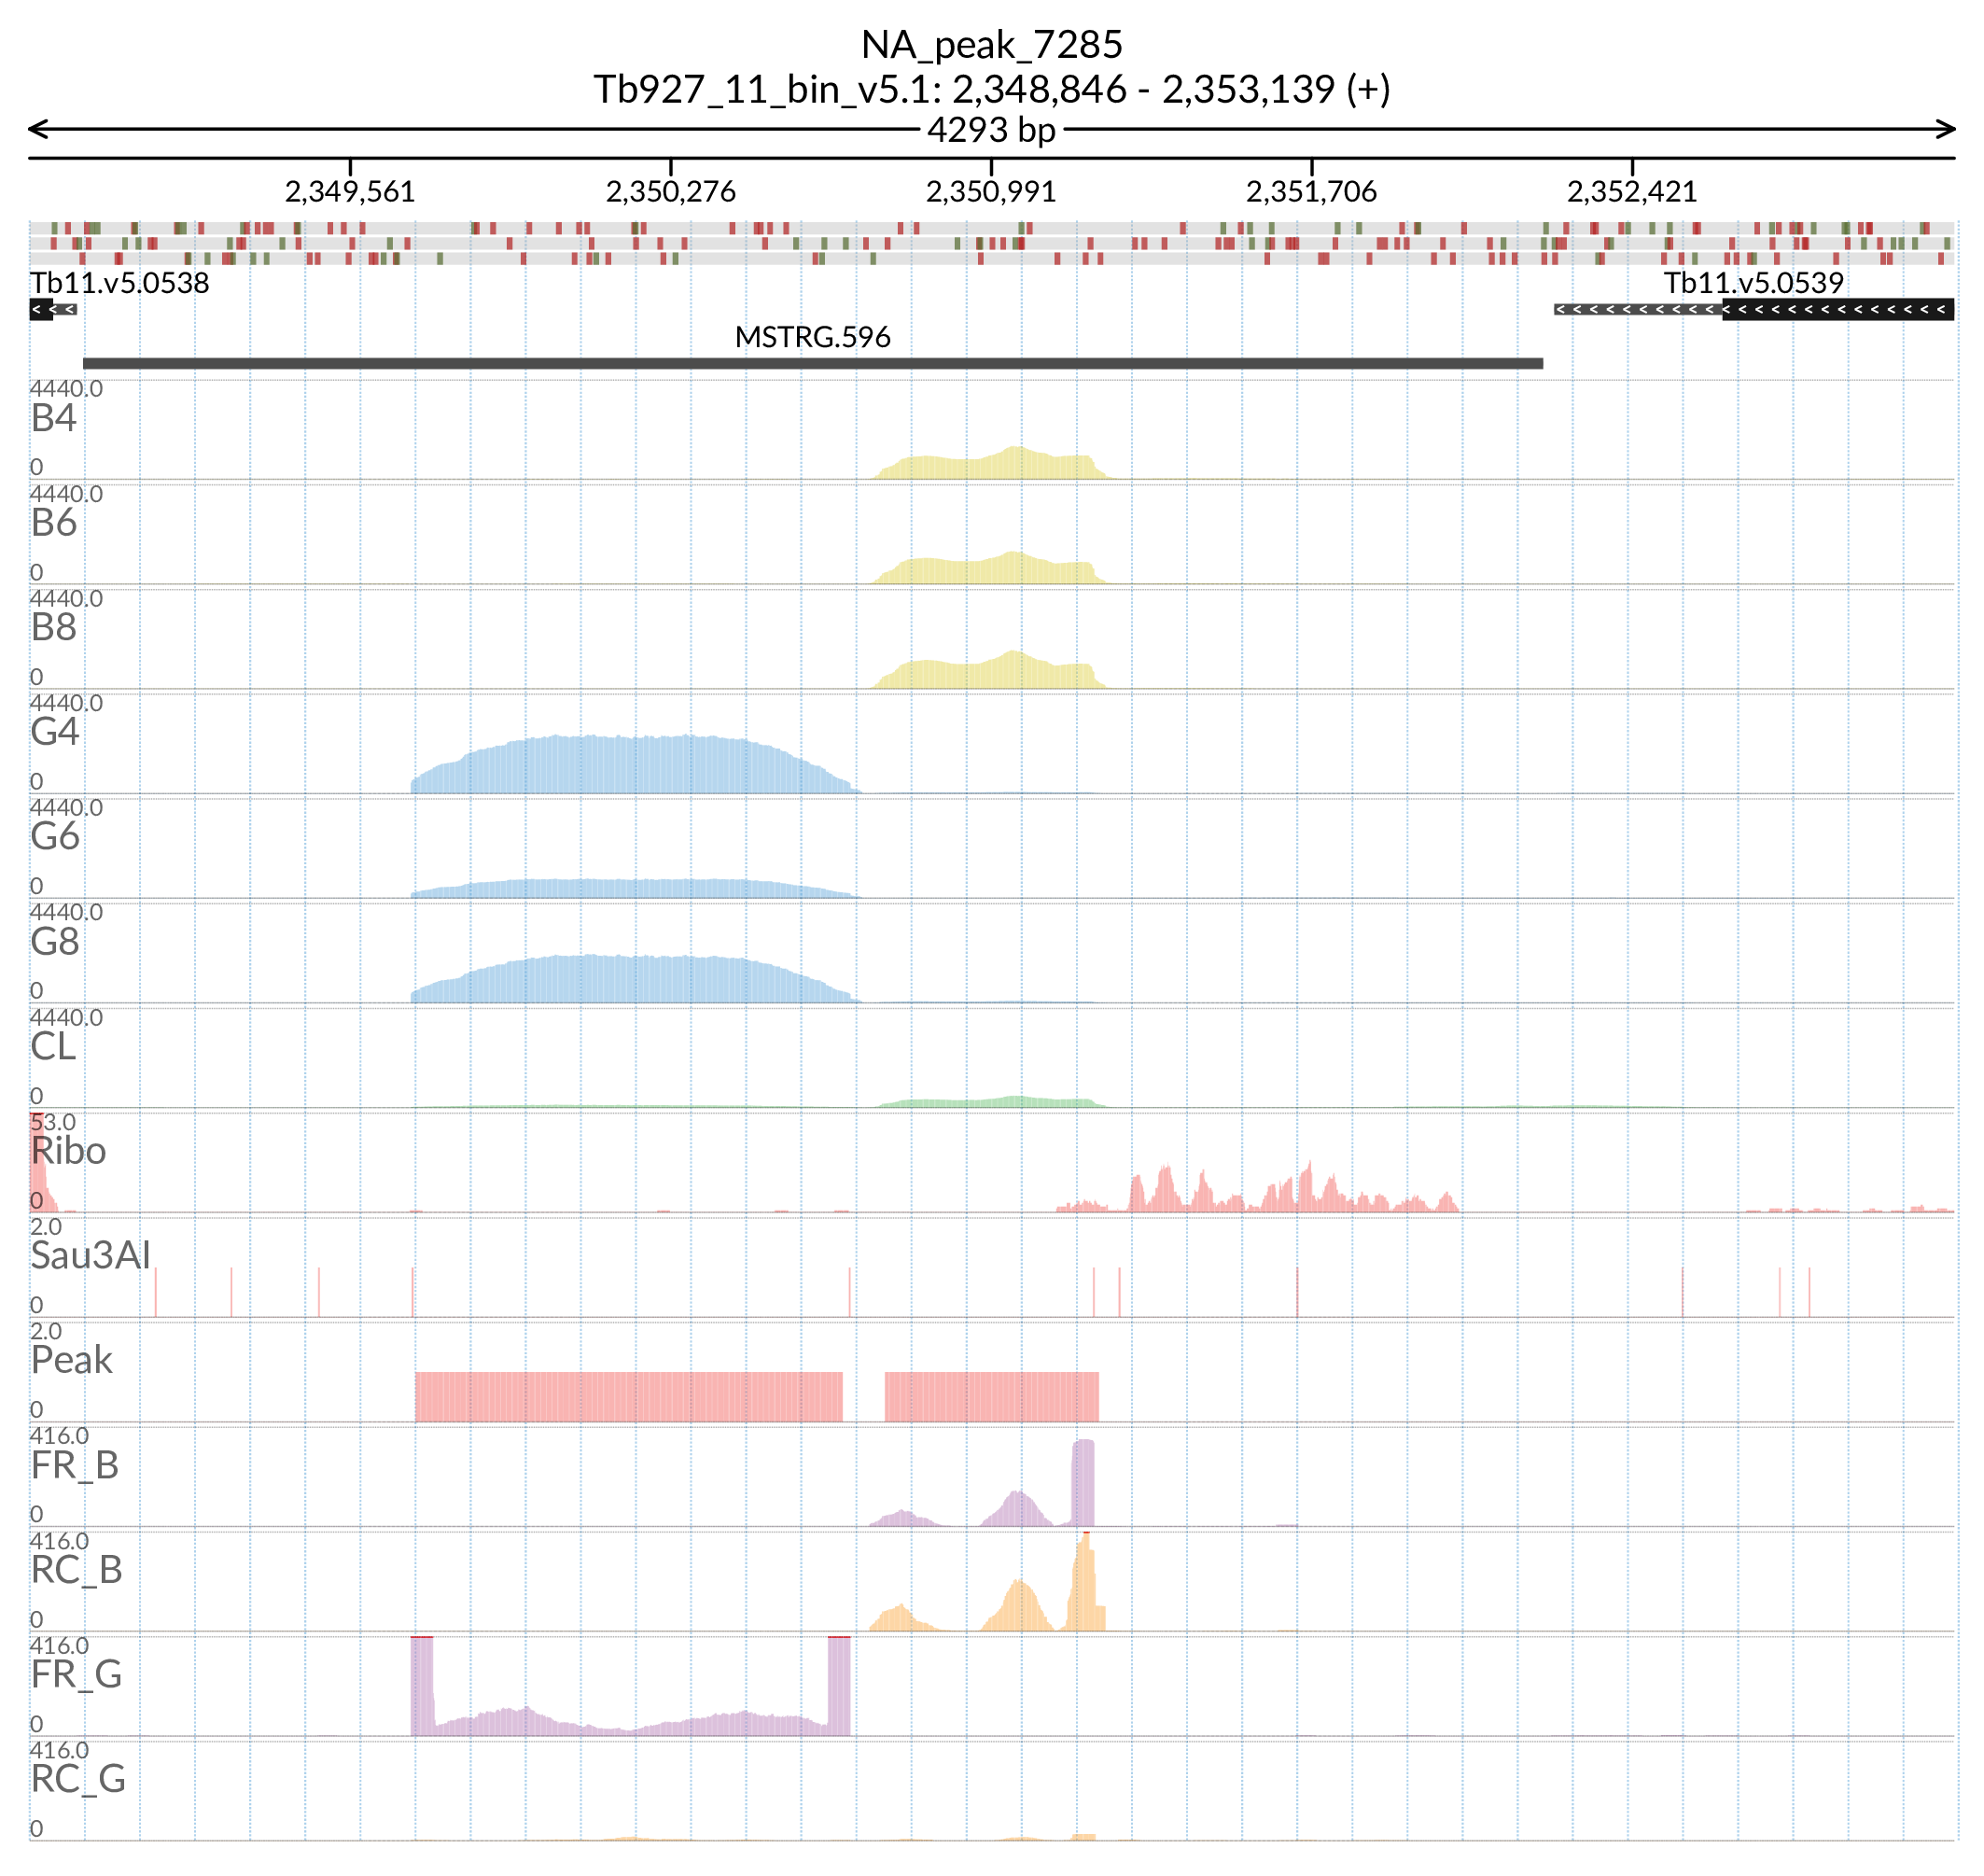 NA_peak_7285
Tb927_11_bin_v5.1: 2,348,846 - 2,353,139 (+)
4293 bp
2,349,561 2,350,276 2,350,991 2,351,706 2,352,421
Tb11.v5.0538 Tb11.v5.0539
MSTRG.596
4440.0
B4
0
4440.0
B6
0
4440.0
B8
0
4440.0
G4
0
4440.0
G6
0
4440.0
G8
0
4440.0
CL
0
53.0
Ribo
0
2.0
Sau3AI
0
2.0
Peak
0
416.0
FR_B
0
416.0
RC_B
0
416.0
FR_G
0
416.0
RC_G
0